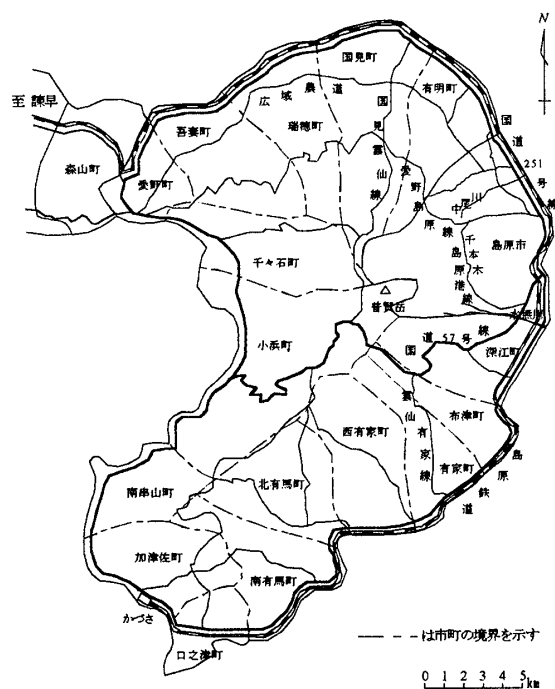 N
国見町
至諫早
有明町
広域農道
国見雲仙線
吾妻町
瑞穂町
国道251号線
森山町
愛野町
愛野島原線
中尾川
千本木島原港線
島原市
千々石町
普賢岳
水無川
小浜町
国道57号線
深江町
西有家町
雲仙有家線
布津町
有家町
島原鉄道
北有馬町
南串山町
加津佐町
南有馬町
かづさ
口之津町
は市町の境界を示す
0 1 2 3 4 5km